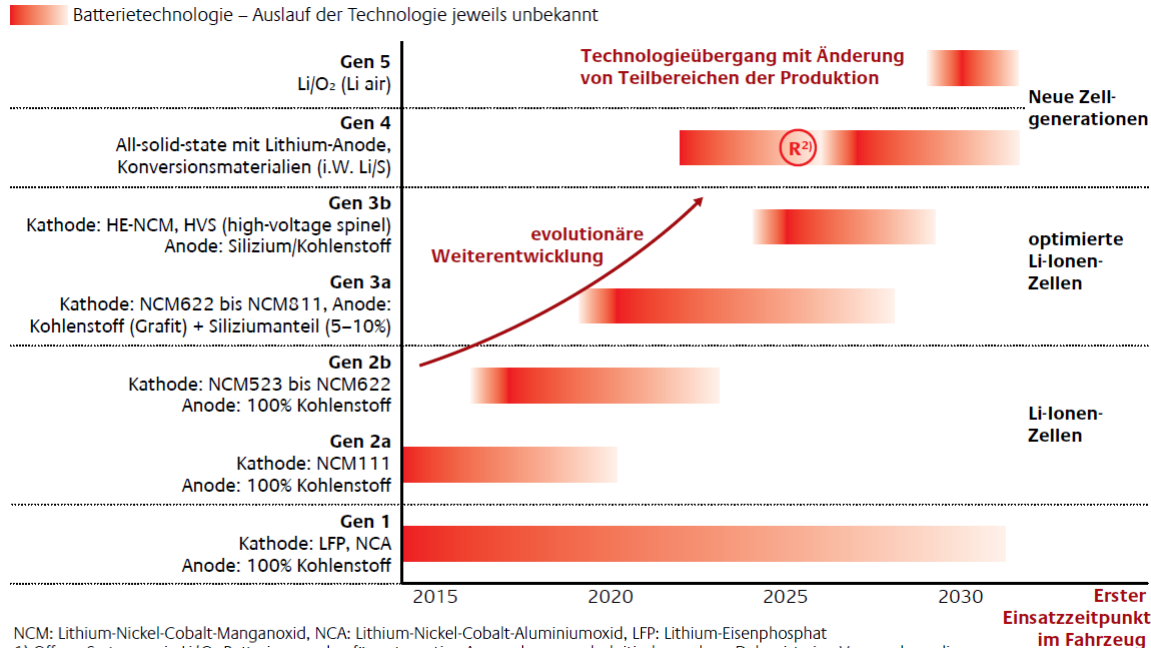 Batterietechnologie – Auslauf der Technologie jeweils unbekannt
Gen 5
Li/O₂ (Li air)
Technologieübergang mit Änderung
von Teilbereichen der Produktion
Neue Zell-
generationen
Gen 4
All-solid-state mit Lithium-Anode,
Konversionsmaterialien (i.W. Li/S)
R²⁾
Gen 3b
Kathode: HE-NCM, HVS (high-voltage spinel)
Anode: Silizium/Kohlenstoff
evolutionäre
Weiterentwicklung
optimierte
Li-Ionen-
Zellen
Gen 3a
Kathode: NCM622 bis NCM811, Anode:
Kohlenstoff (Grafit) + Siliziumanteil (5–10%)
Gen 2b
Kathode: NCM523 bis NCM622
Anode: 100% Kohlenstoff
Li-Ionen-
Zellen
Gen 2a
Kathode: NCM111
Anode: 100% Kohlenstoff
Gen 1
Kathode: LFP, NCA
Anode: 100% Kohlenstoff
2015 2020 2025 2030
Erster
Einsatzzeitpunkt
im Fahrzeug
NCM: Lithium-Nickel-Cobalt-Manganoxid, NCA: Lithium-Nickel-Cobalt-Aluminiumoxid, LFP: Lithium-Eisenphosphat